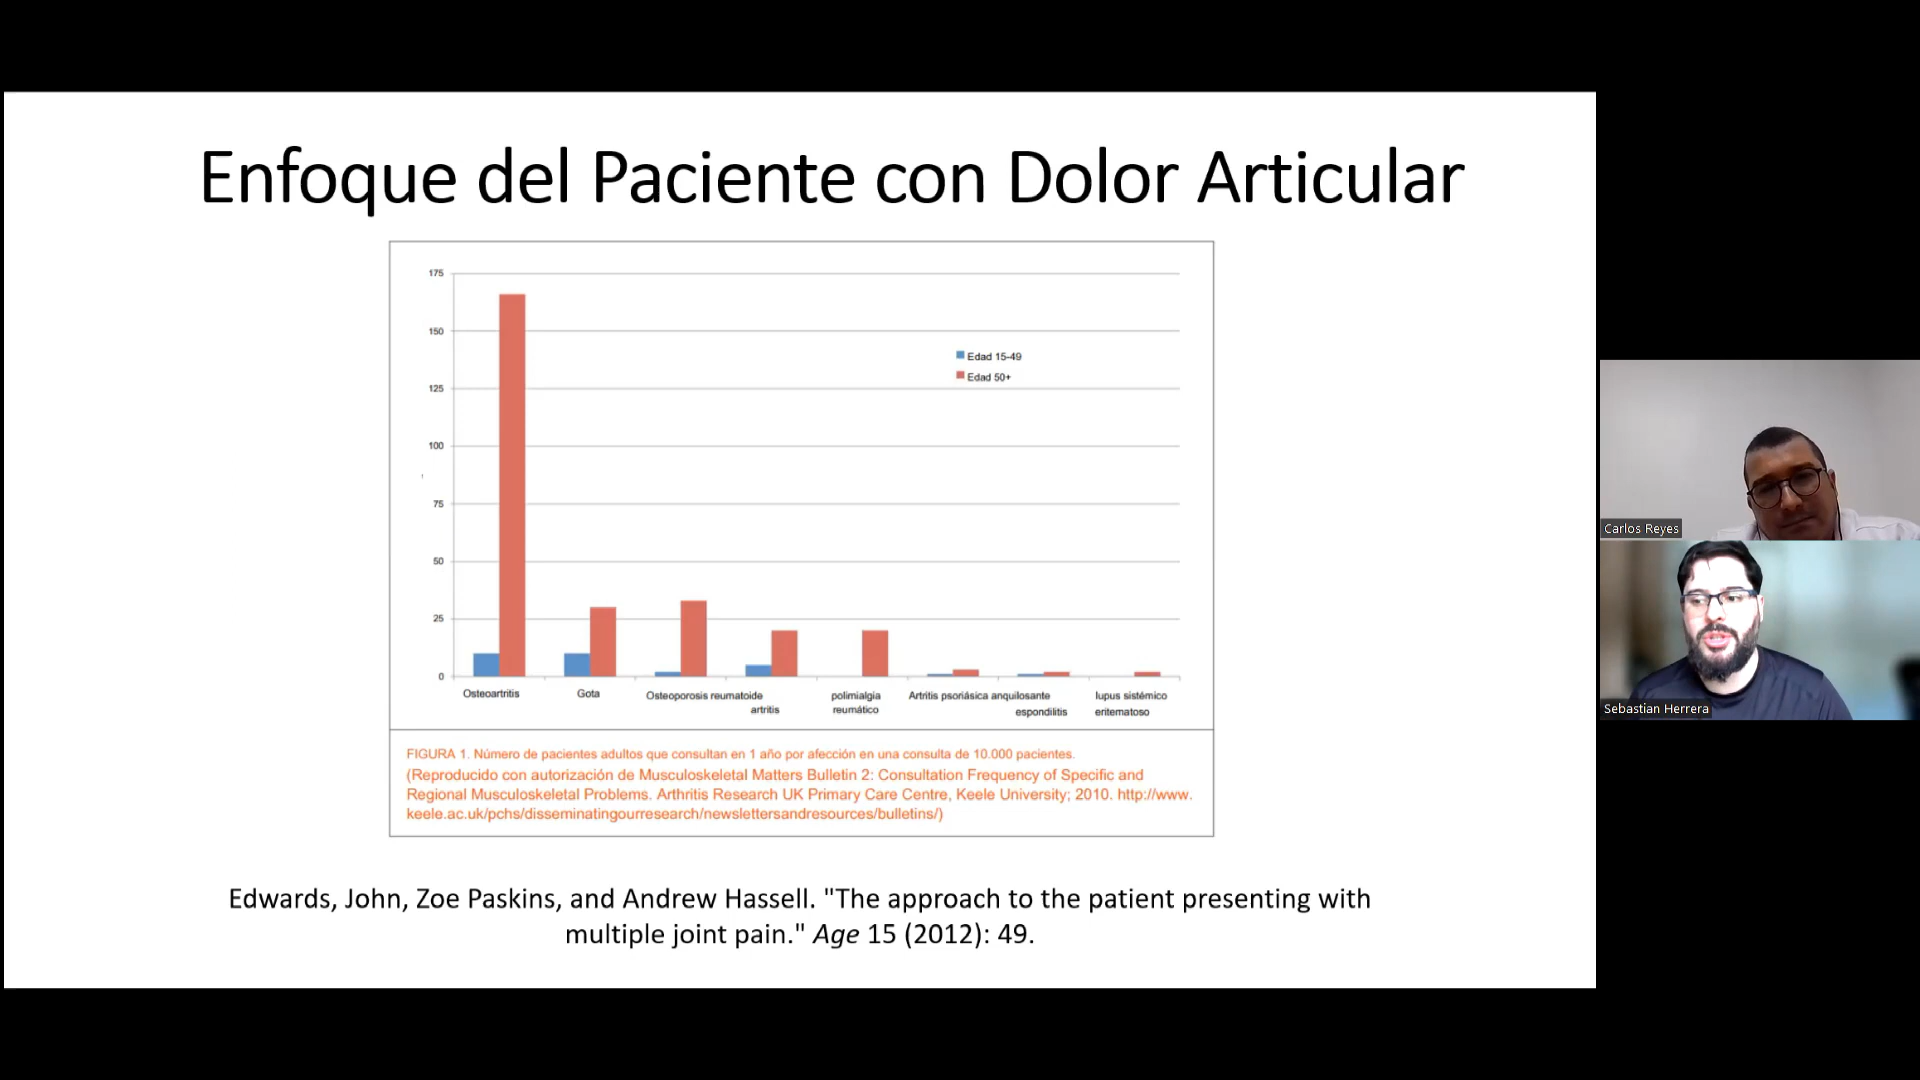 Enfoque del Paciente con Dolor Articular
175
150
125
100
75
50
25
0
Edad 15-49
Edad 50+
Osteoartritis
Gota
Osteoporosis reumatoide
artritis
polimialgia
reumático
Artritis psoriásica anquilosante
espondilitis
lupus sistémico
eritematoso
FIGURA 1. Número de pacientes adultos que consultan en 1 año por afección en una consulta de 10.000 pacientes.
(Reproducido con autorización de Musculoskeletal Matters Bulletin 2: Consultation Frequency of Specific and
Regional Musculoskeletal Problems. Arthritis Research UK Primary Care Centre, Keele University; 2010. http://www.
keele.ac.uk/pchs/disseminatingourresearch/newslettersandresources/bulletins/)
Edwards, John, Zoe Paskins, and Andrew Hassell. "The approach to the patient presenting with
multiple joint pain." Age 15 (2012): 49.
Carlos Reyes
Sebastian Herrera